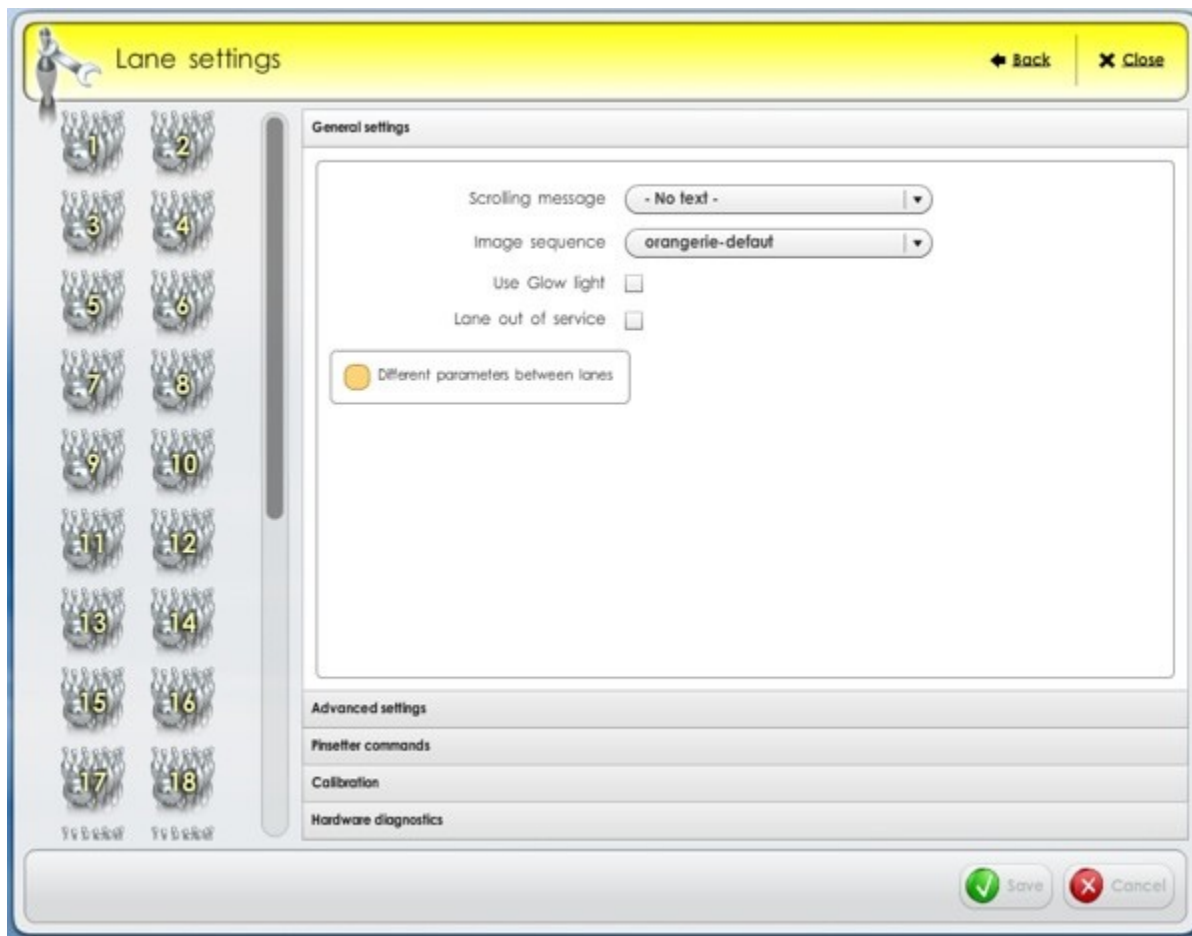 Lane settings
Back
Close
1 2
3 4
5 6
7 8
9 10
11 12
13 14
15 16
17 18
General settings
Scrolling message - No text -
Image sequence orangerie-defaut
Use Glow light
Lane out of service
Different parameters between lanes
Advanced settings
Pinsetter commands
Calibration
Hardware diagnostics
Save
Cancel